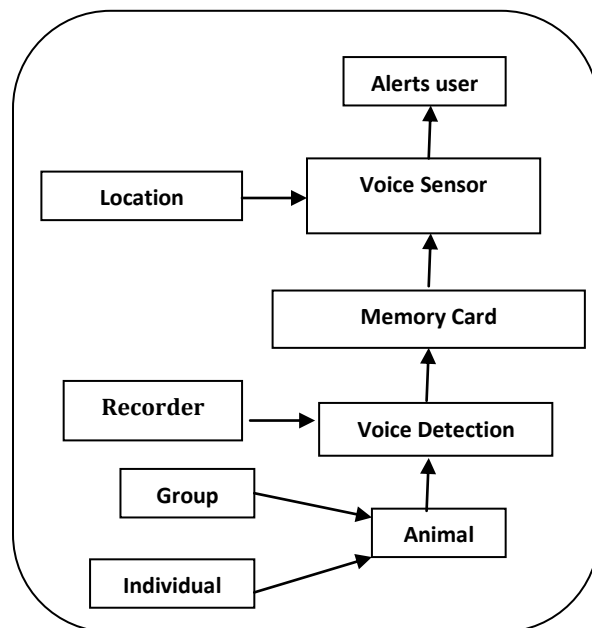 Alerts user
Voice Sensor
Location
Memory Card
Recorder
Voice Detection
Group
Animal
Individual